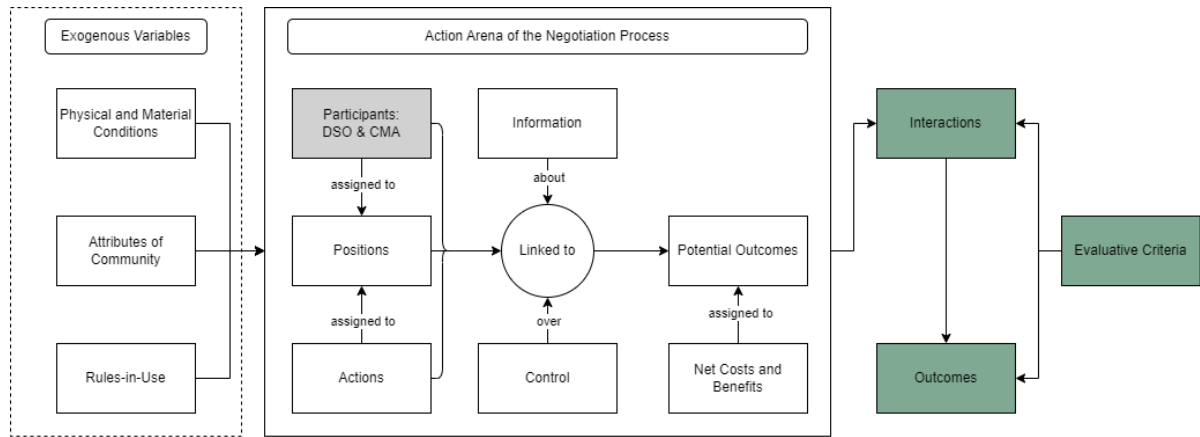 Exogenous Variables
Physical and Material
Conditions
Attributes of
Community
Rules-in-Use
Action Arena of the Negotiation Process
Participants:
DSO & CMA
assigned to
Positions
assigned to
Actions
Information
about
Linked to
over
Control
Potential Outcomes
assigned to
Net Costs and
Benefits
Interactions
Evaluative Criteria
Outcomes